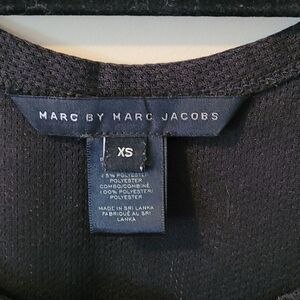 MARC BY MARC JACOBS
XS
POLYESTER
POLYESTER
COMBO/COMBINÉ
100% POLYESTER/
POLYESTER
MADE IN SRI
LANKA
FABRIQUÉ AU SRI
LANKA